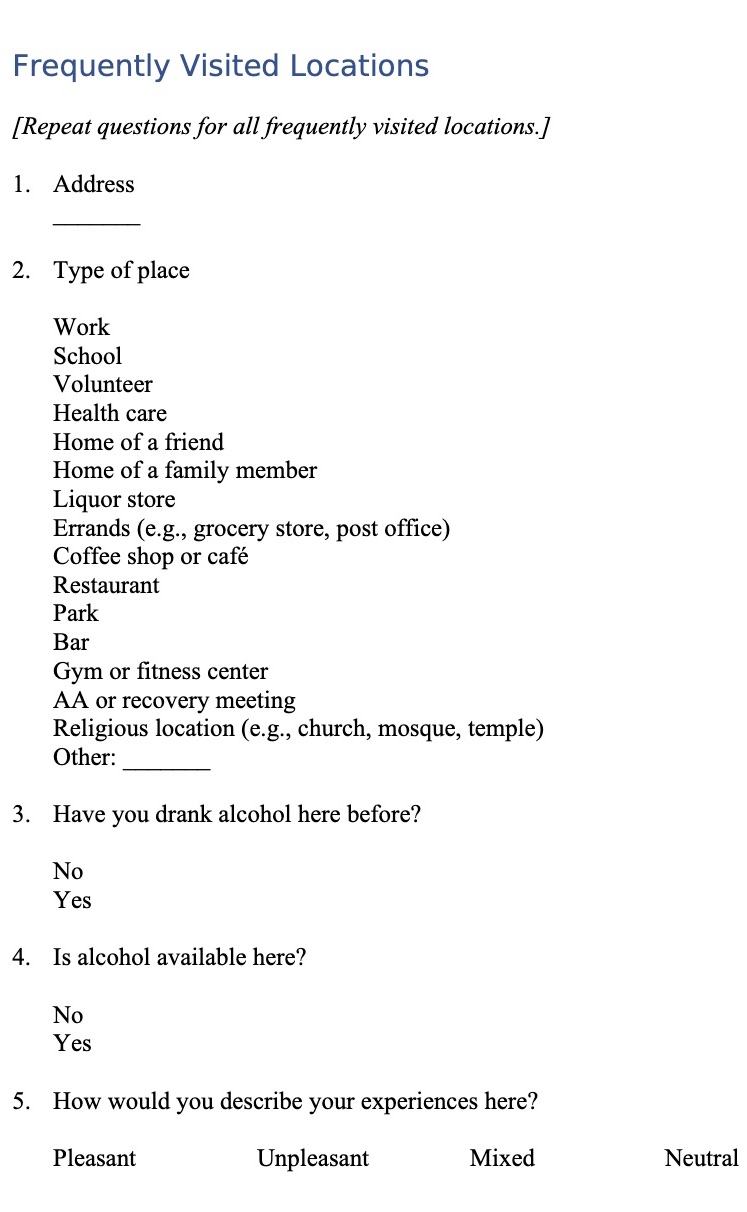 Frequently Visited Locations
[Repeat questions for all frequently visited locations.]
1. Address
_______
2. Type of place
Work
School
Volunteer
Health care
Home of a friend
Home of a family member
Liquor store
Errands (e.g., grocery store, post office)
Coffee shop or café
Restaurant
Park
Bar
Gym or fitness center
AA or recovery meeting
Religious location (e.g., church, mosque, temple)
Other: _______
3. Have you drank alcohol here before?
No
Yes
4. Is alcohol available here?
No
Yes
5. How would you describe your experiences here?
Pleasant Unpleasant Mixed Neutral